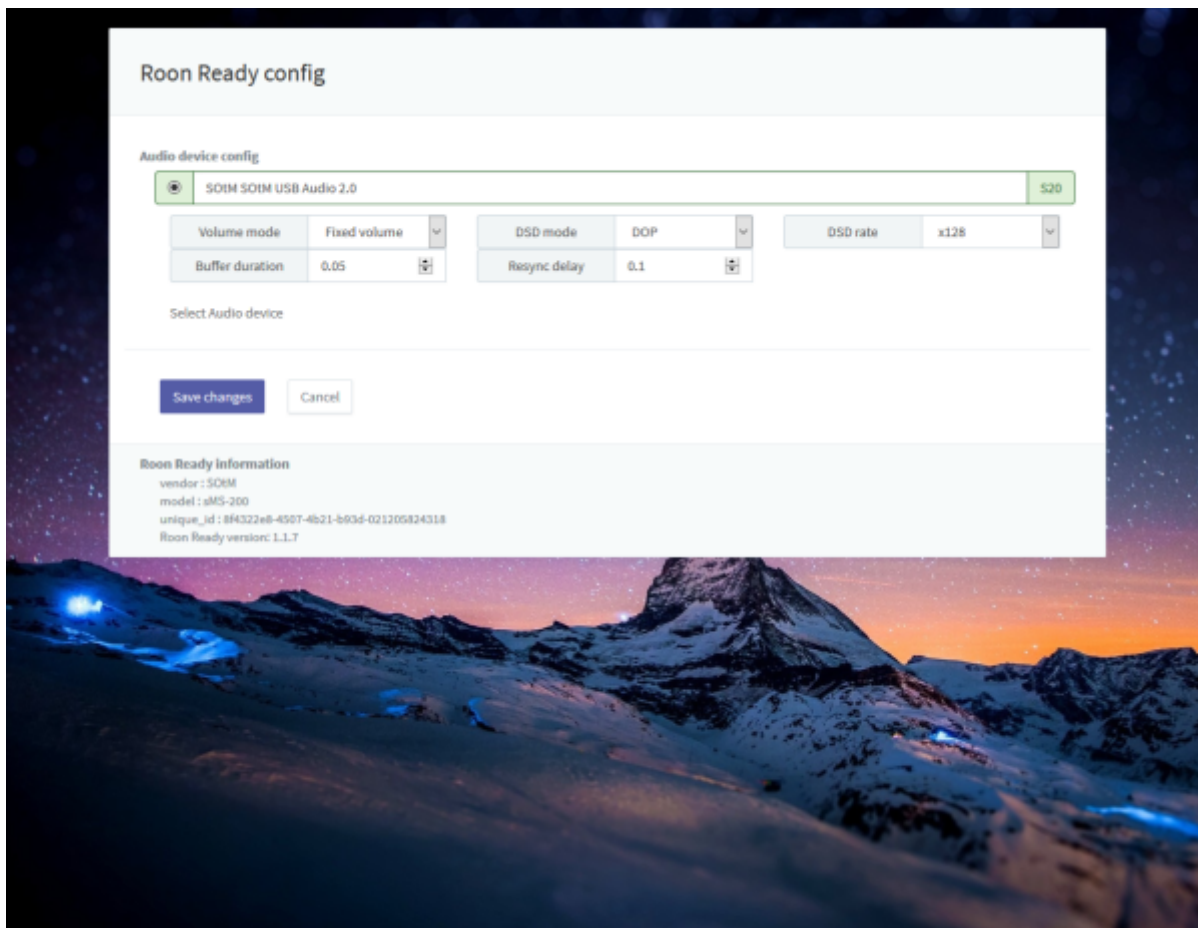 Roon Ready config
Audio device config
SOtM SOtM USB Audio 2.0 S20
Volume mode Fixed volume DSD mode DOP DSD rate x128
Buffer duration 0.05 Resync delay 0.1
Select Audio device
Save changes Cancel
Roon Ready information
vendor : SOtM
model : sMS-200
unique_id : 8f4322e8-4507-4b21-b93d-021205824318
Roon Ready version: 1.1.7